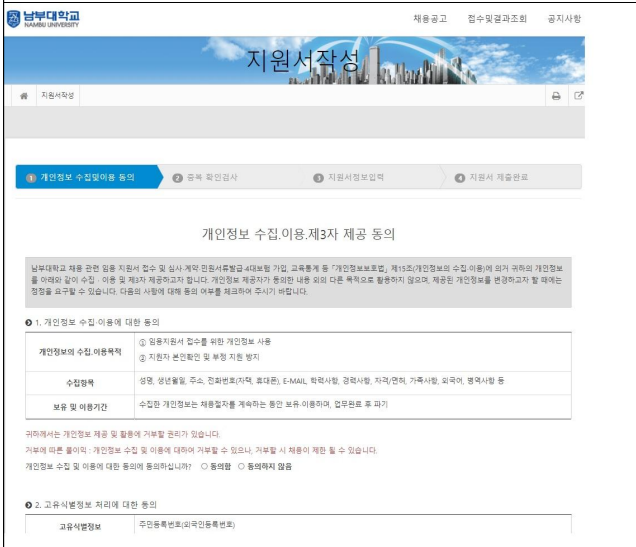 남부대학교
NAMBU UNIVERSITY
채용공고 접수및결과조회 공지사항
지원서작성
지원서작성
1 개인정보 수집및이용 동의
2 중복 확인검사
3 지원서정보입력
4 지원서 제출완료
개인정보 수집.이용.제3자 제공 동의
남부대학교 채용 관련 임용 지원서 접수 및 심사·계약·민원서류발급·4대보험 가입, 교육통계 등 「개인정보보호법」 제15조(개인정보의 수집·이용)에 의거 귀하의 개인정보
를 아래와 같이 수집·이용 및 제3자 제공하고자 합니다. 개인정보 제공자가 동의한 내용 외의 다른 목적으로 활용하지 않으며, 제공된 개인정보를 변경하고자 할 때에는
정정을 요구할 수 있습니다. 다음의 사항에 대해 동의 여부를 체크하여 주시기 바랍니다.
1. 개인정보 수집·이용에 대한 동의
개인정보의 수집.이용목적
① 임용지원서 접수를 위한 개인정보 사용
② 지원자 본인확인 및 부정 지원 방지
수집항목 성명, 생년월일, 주소, 전화번호(자택, 휴대폰), E-MAIL, 학력사항, 경력사항, 자격/면허, 가족사항, 외국어, 병역사항 등
보유 및 이용기간 수집한 개인정보는 채용절차를 계속하는 동안 보유·이용하며, 업무완료 후 파기
귀하께서는 개인정보 제공 및 활용에 거부할 권리가 있습니다.
거부에 따른 불이익 : 개인정보 수집 및 이용에 대하여 거부할 수 있으나, 거부할 시 채용이 제한 될 수 있습니다.
개인정보 수집 및 이용에 대한 동의에 동의하십니까? 동의함 동의하지 않음
2. 고유식별정보 처리에 대한 동의
고유식별정보 주민등록번호(외국인등록번호)